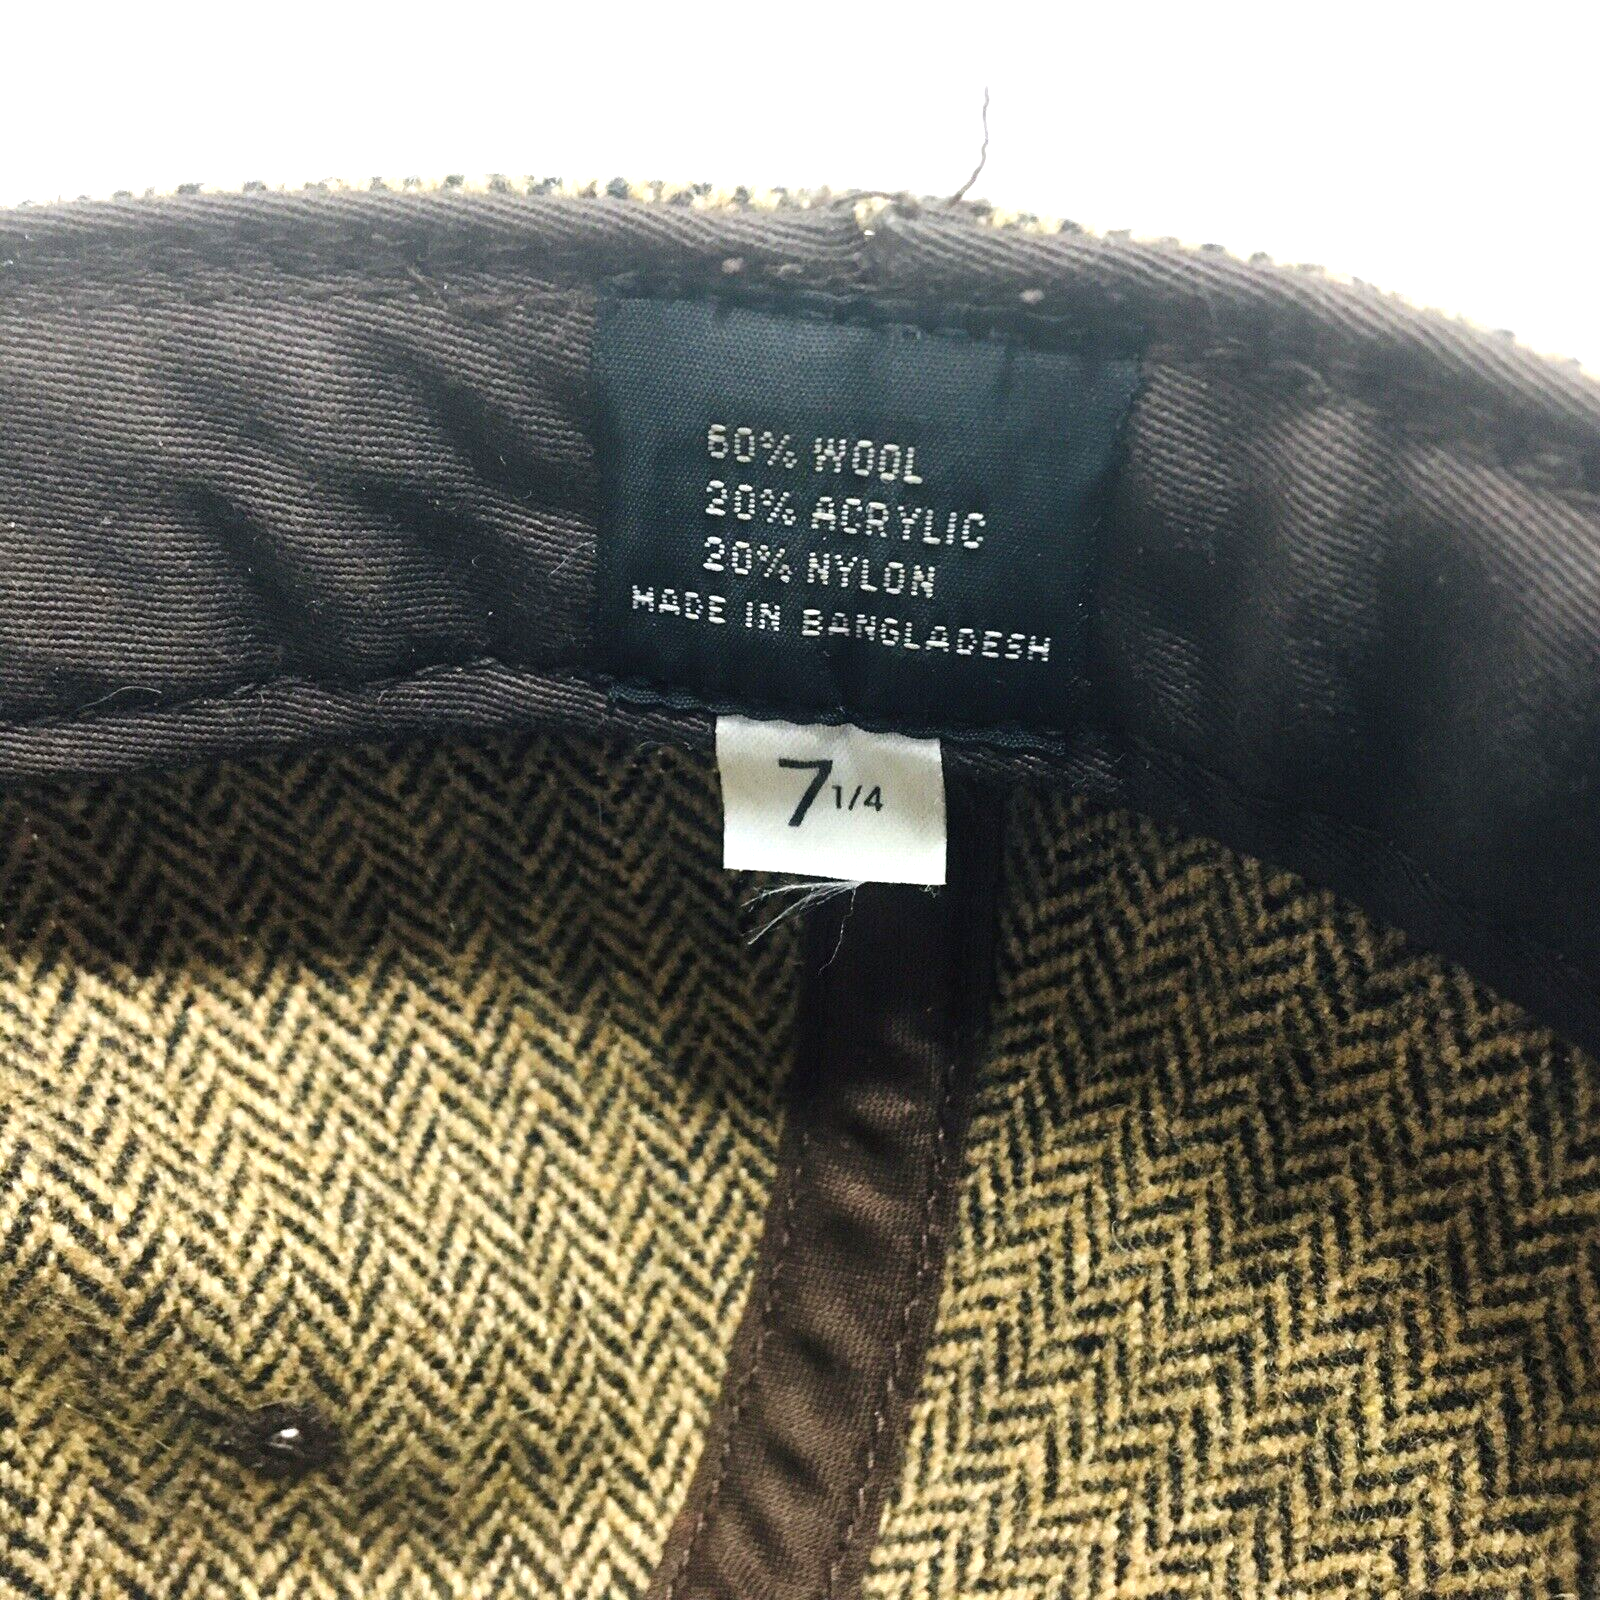 60% WOOL
20% ACRYLIC
20% NYLON
MADE IN BANGLADESH
7 1/4